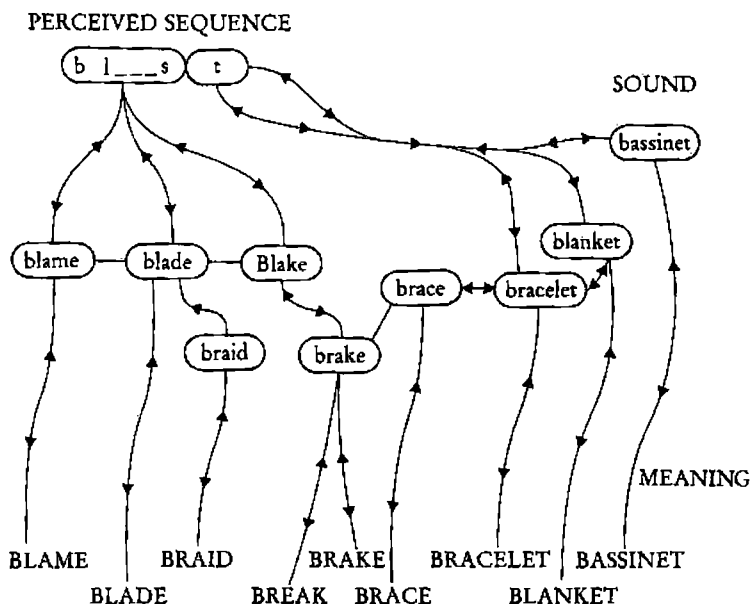 PERCEIVED SEQUENCE
b l___s t
SOUND
bassinet
blanket
blame blade Blake
brace bracelet
braid brake
MEANING
BLAME BRAID BRAKE BRACELET BASSINET
BLADE BREAK BRACE BLANKET